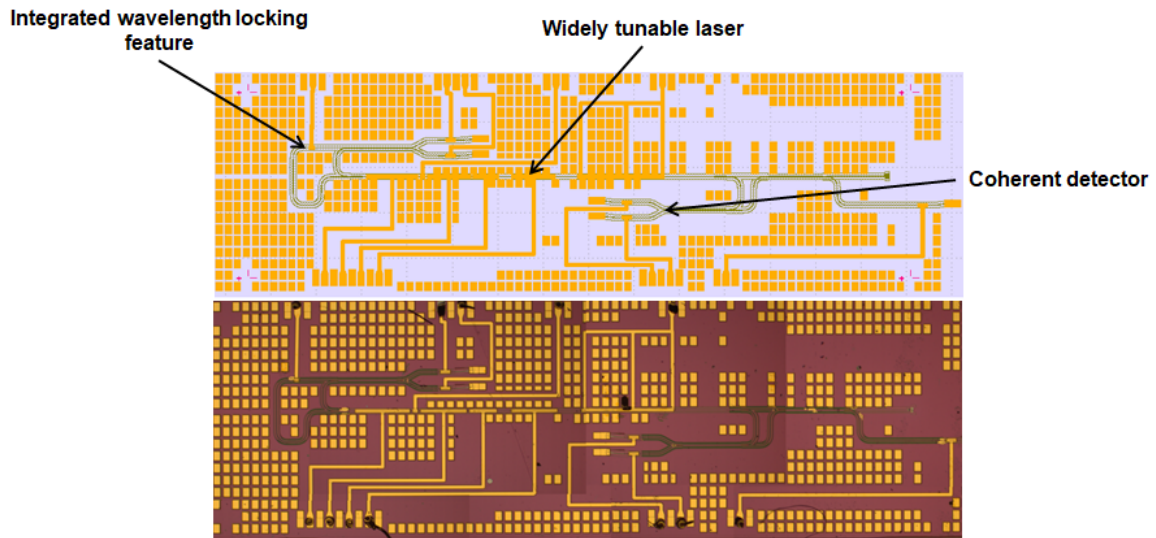 Integrated wavelength locking
feature
Widely tunable laser
Coherent detector